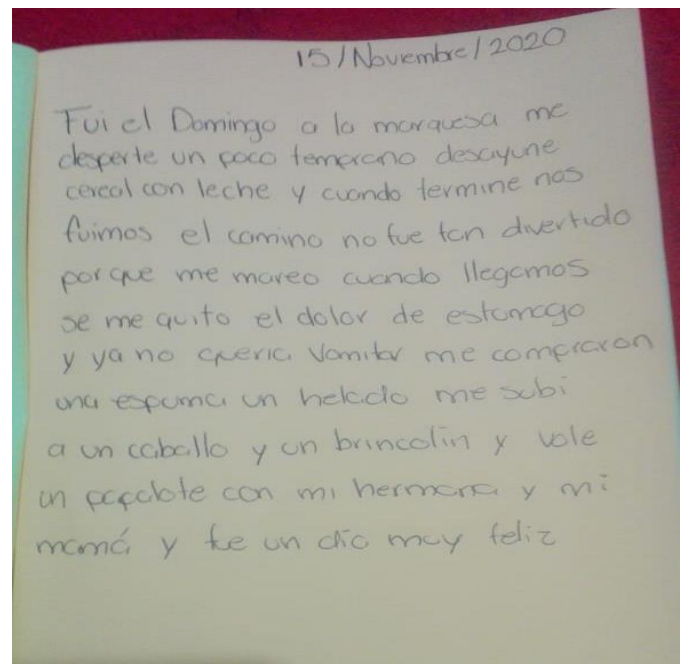 15/Noviembre/2020
Fui el Domingo a la marquesa me
desperte un poco temprano desayune
cereal con leche y cuando termine nos
fuimos el camino no fue tan divertido
porque me mareo cuando llegamos
se me quito el dolor de estomago
y ya no queria vomitar me compraron
una espuma un helado me subi
a un caballo y un brincolin y vole
un papalote con mi hermana y mi
mamá y fue un día muy feliz